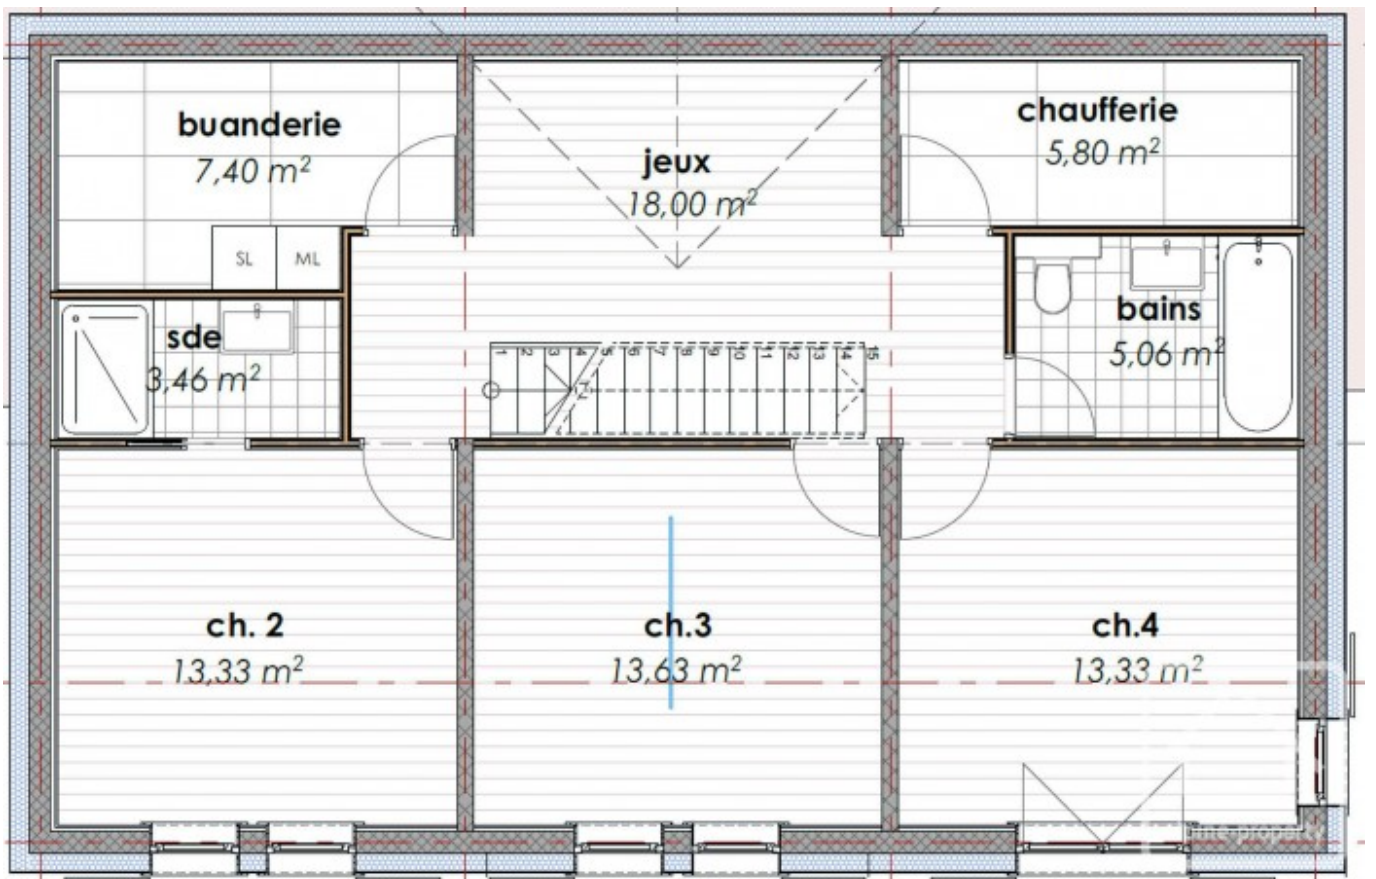 buanderie
7,40 m²
jeux
18,00 m²
chaufferie
5,80 m²
SL
ML
sde
3,46 m²
bains
5,06 m²
1 2 3 4 5 6 7 8 9 10 11 12 13 14 15
ch. 2
13,33 m²
ch.3
13,63 m²
ch.4
13,33 m²